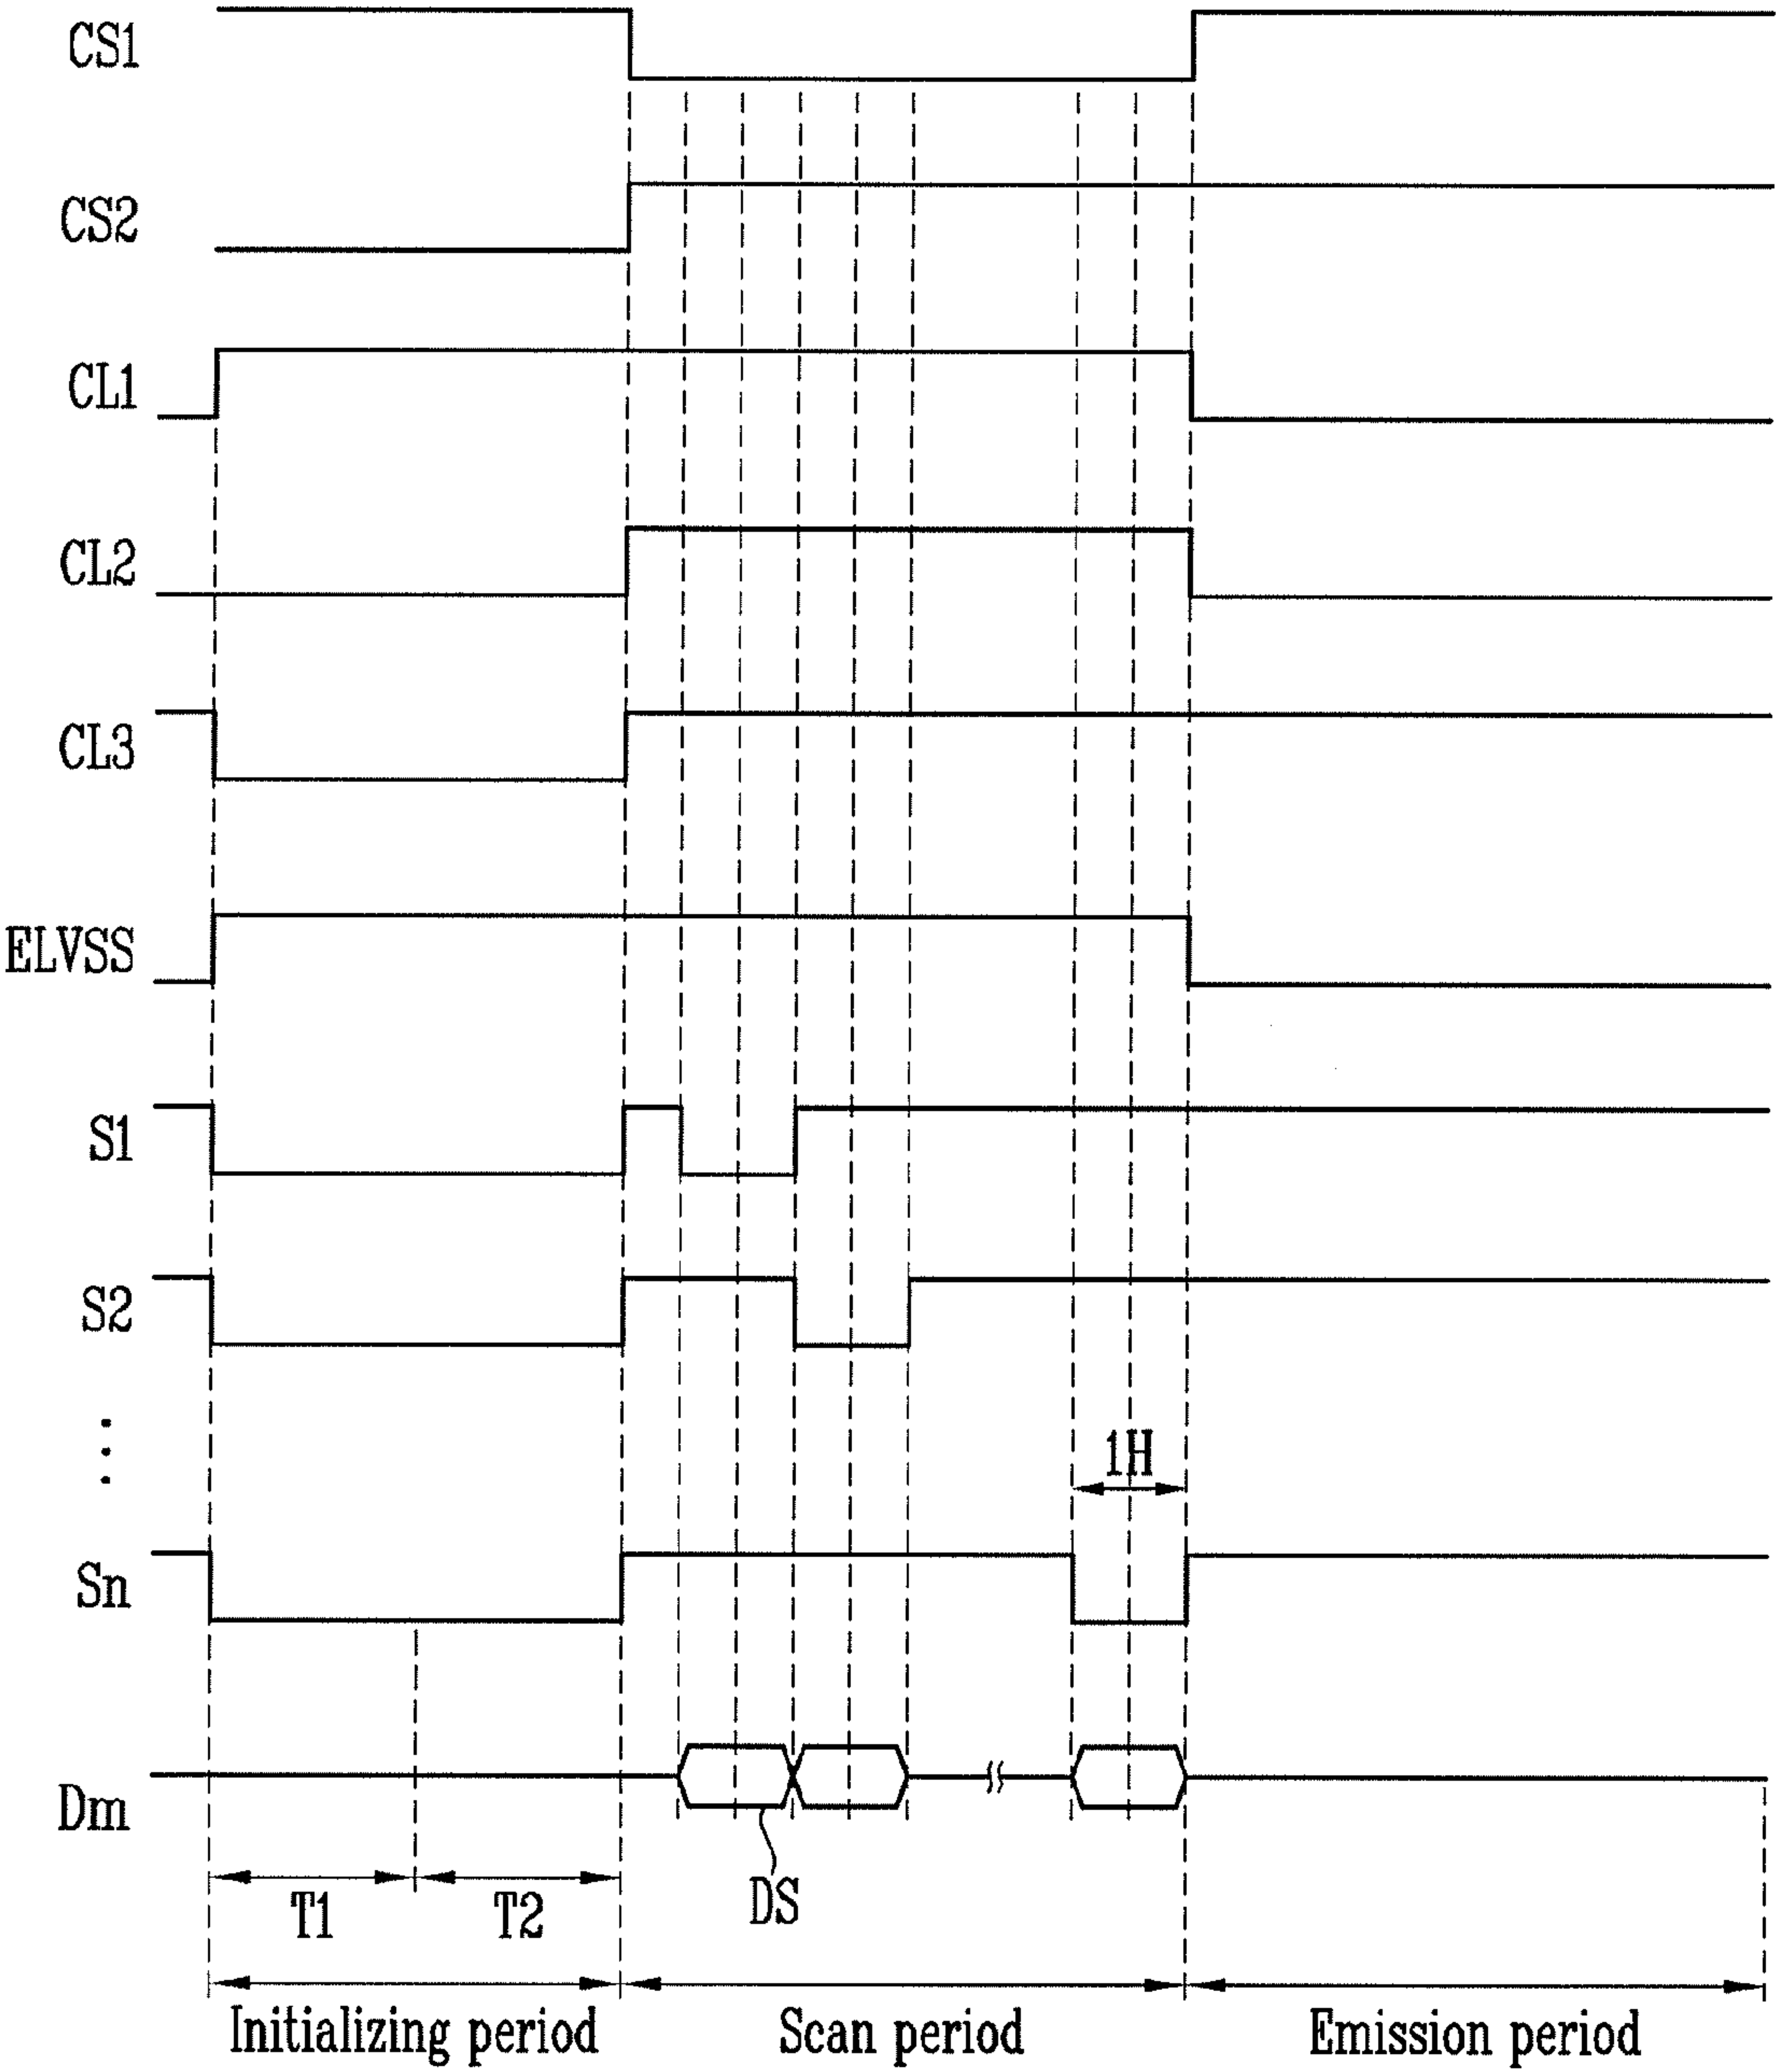 CS1
CS2
CL1
CL2
CL3
ELVSS
S1
S2
1H
Sn
Dm
DS
T1 T2
Initializing period Scan period Emission period